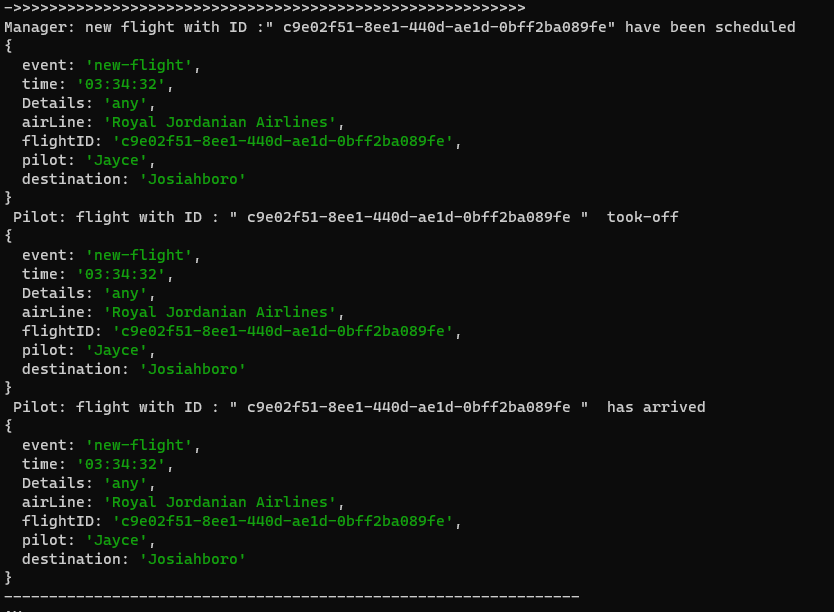 ->>>>>>>>>>>>>>>>>>>>>>>>>>>>>>>>>>>>>>>>>>>>>>>>>>>>>>>>>
Manager: new flight with ID :" c9e02f51-8ee1-440d-ae1d-0bff2ba089fe" have been scheduled
{
  event: 'new-flight',
  time: '03:34:32',
  Details: 'any',
  airLine: 'Royal Jordanian Airlines',
  flightID: 'c9e02f51-8ee1-440d-ae1d-0bff2ba089fe',
  pilot: 'Jayce',
  destination: 'Josiahboro'
}
 Pilot: flight with ID : " c9e02f51-8ee1-440d-ae1d-0bff2ba089fe "  took-off
{
  event: 'new-flight',
  time: '03:34:32',
  Details: 'any',
  airLine: 'Royal Jordanian Airlines',
  flightID: 'c9e02f51-8ee1-440d-ae1d-0bff2ba089fe',
  pilot: 'Jayce',
  destination: 'Josiahboro'
}
 Pilot: flight with ID : " c9e02f51-8ee1-440d-ae1d-0bff2ba089fe "  has arrived
{
  event: 'new-flight',
  time: '03:34:32',
  Details: 'any',
  airLine: 'Royal Jordanian Airlines',
  flightID: 'c9e02f51-8ee1-440d-ae1d-0bff2ba089fe',
  pilot: 'Jayce',
  destination: 'Josiahboro'
}
----------------------------------------------------------------